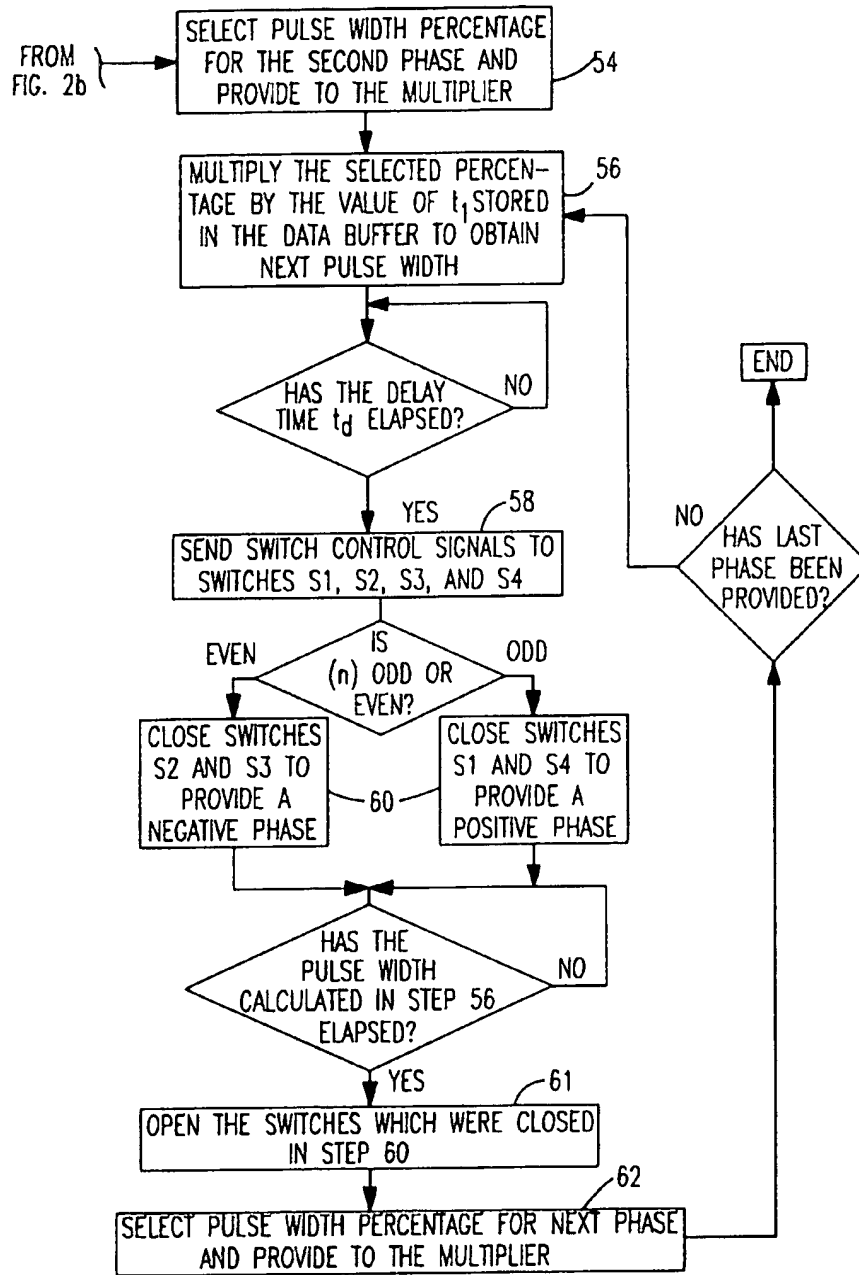 FROM
FIG. 2b
SELECT PULSE WIDTH PERCENTAGE
FOR THE SECOND PHASE AND
PROVIDE TO THE MULTIPLIER
54
MULTIPLY THE SELECTED PERCEN-
TAGE BY THE VALUE OF t1 STORED
IN THE DATA BUFFER TO OBTAIN
NEXT PULSE WIDTH
56
HAS THE DELAY
TIME td ELAPSED?
NO
YES
58
SEND SWITCH CONTROL SIGNALS TO
SWITCHES S1, S2, S3, AND S4
IS
(n) ODD OR
EVEN?
EVEN
ODD
CLOSE SWITCHES
S2 AND S3 TO
PROVIDE A
NEGATIVE PHASE
60
CLOSE SWITCHES
S1 AND S4 TO
PROVIDE A
POSITIVE PHASE
HAS THE
PULSE WIDTH
CALCULATED IN STEP 56
ELAPSED?
NO
YES
61
OPEN THE SWITCHES WHICH WERE CLOSED
IN STEP 60
62
SELECT PULSE WIDTH PERCENTAGE FOR NEXT PHASE
AND PROVIDE TO THE MULTIPLIER
HAS LAST
PHASE BEEN
PROVIDED?
NO
END